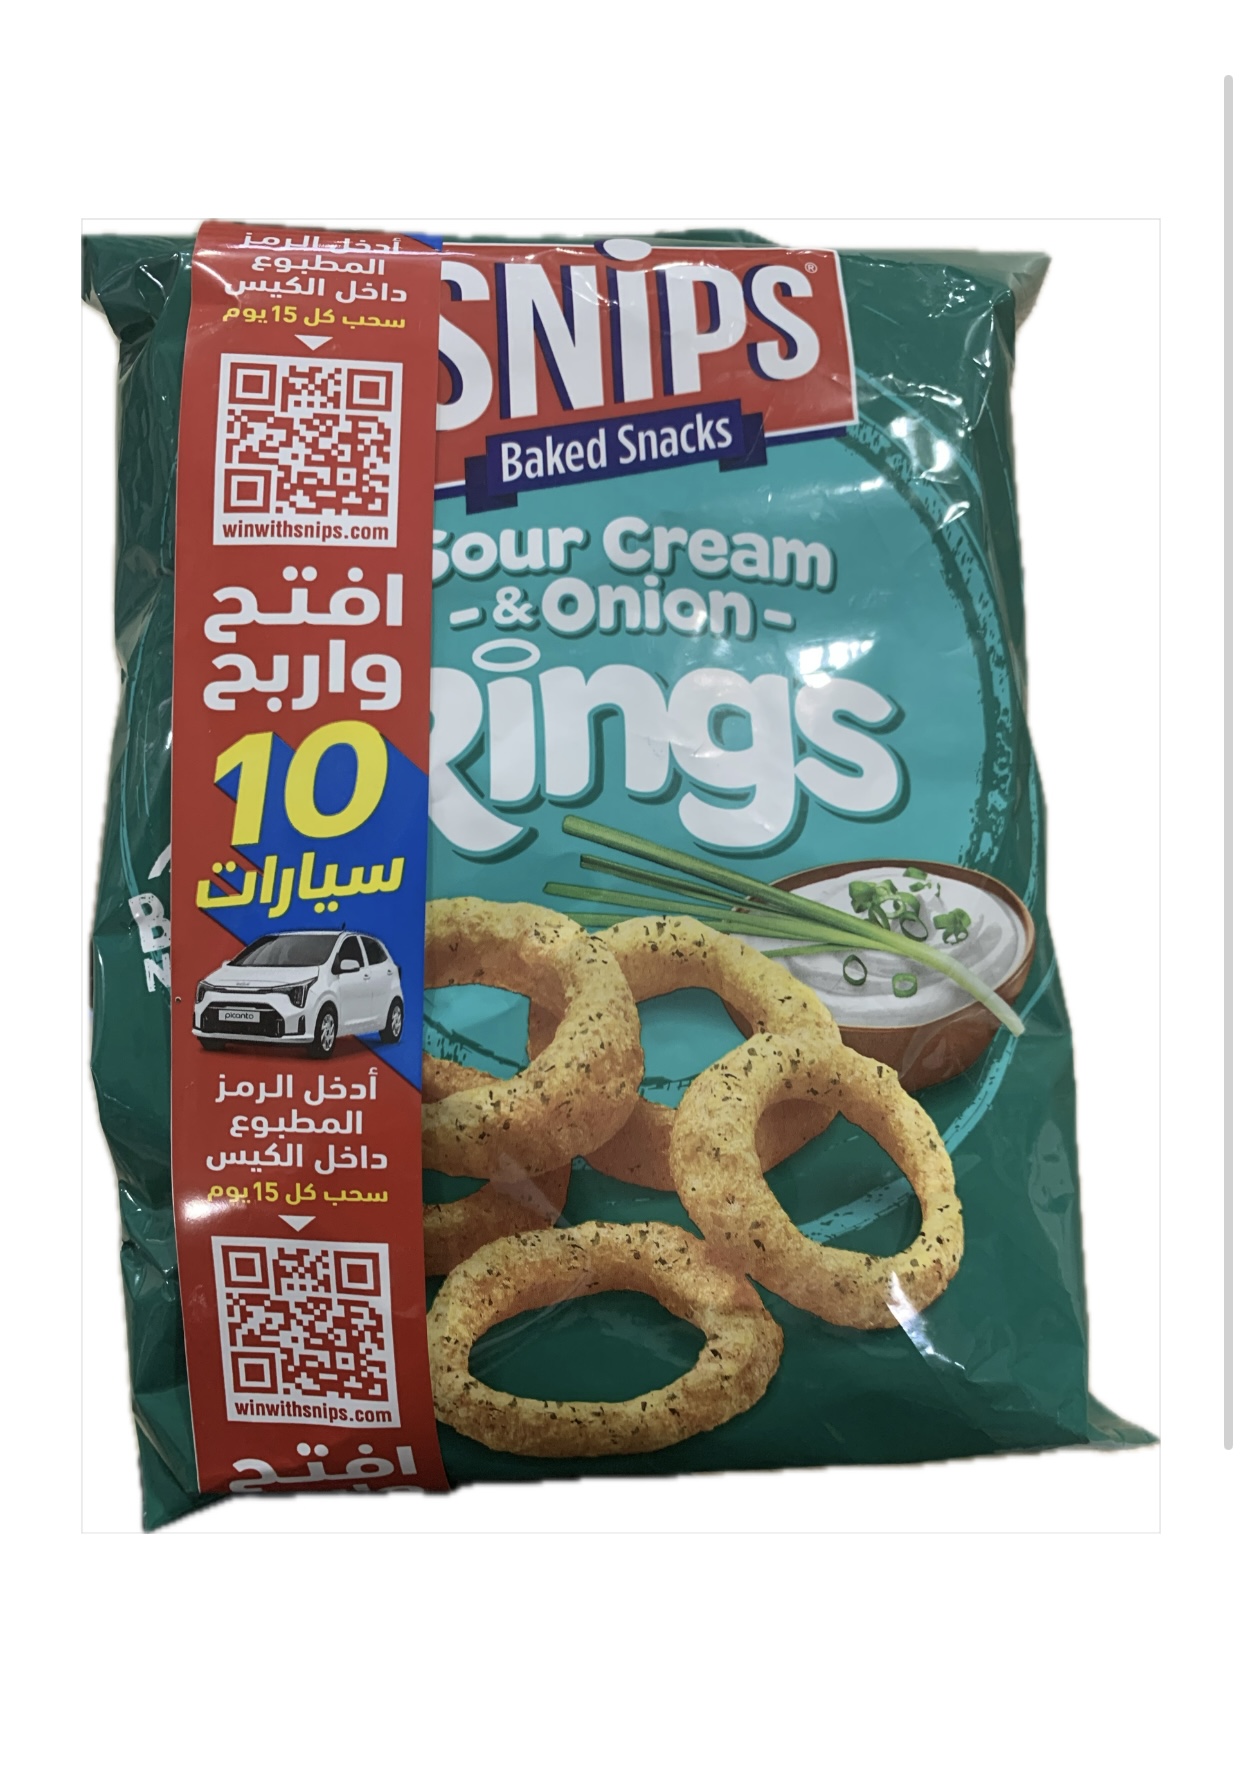 أدخل الرمز
المطبوع
داخل الكيس
سحب كل 15 يوم
winwithsnips.com
افتح
واربح
10
سيارات
picanto
أدخل الرمز
المطبوع
داخل الكيس
سحب كل 15 يوم
winwithsnips.com
افتح
SNIPS®
Baked Snacks
Sour Cream
- & Onion -
Rings